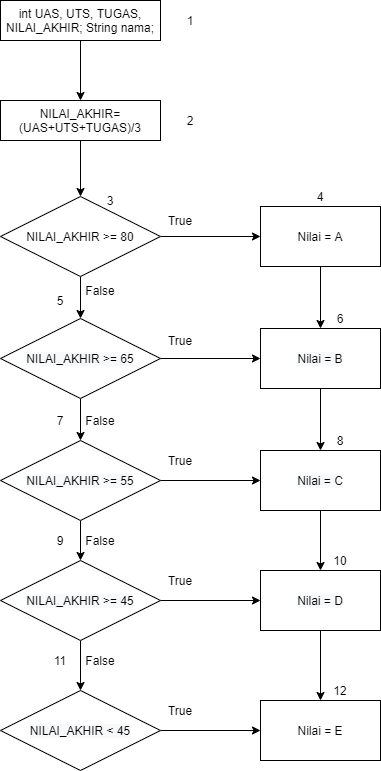 int UAS, UTS, TUGAS,
NILAI_AKHIR; String nama;
1
NILAI_AKHIR=
(UAS+UTS+TUGAS)/3
2
3
NILAI_AKHIR >= 80
True
4
Nilai = A
5
False
NILAI_AKHIR >= 65
True
6
Nilai = B
7
False
NILAI_AKHIR >= 55
True
8
Nilai = C
9
False
NILAI_AKHIR >= 45
True
10
Nilai = D
11
False
NILAI_AKHIR < 45
True
12
Nilai = E